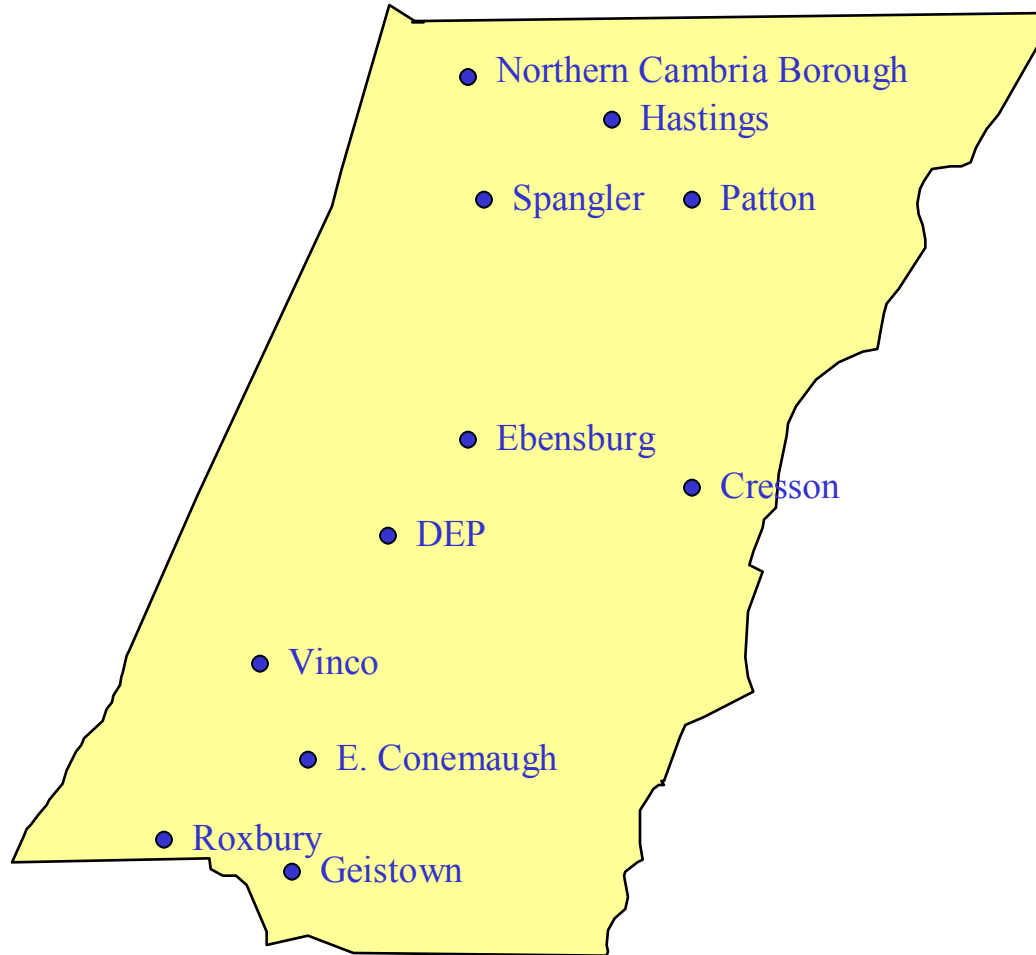 Northern Cambria Borough
Hastings
Spangler
Patton
Ebensburg
Cresson
DEP
Vinco
E. Conemaugh
Roxbury
Geistown